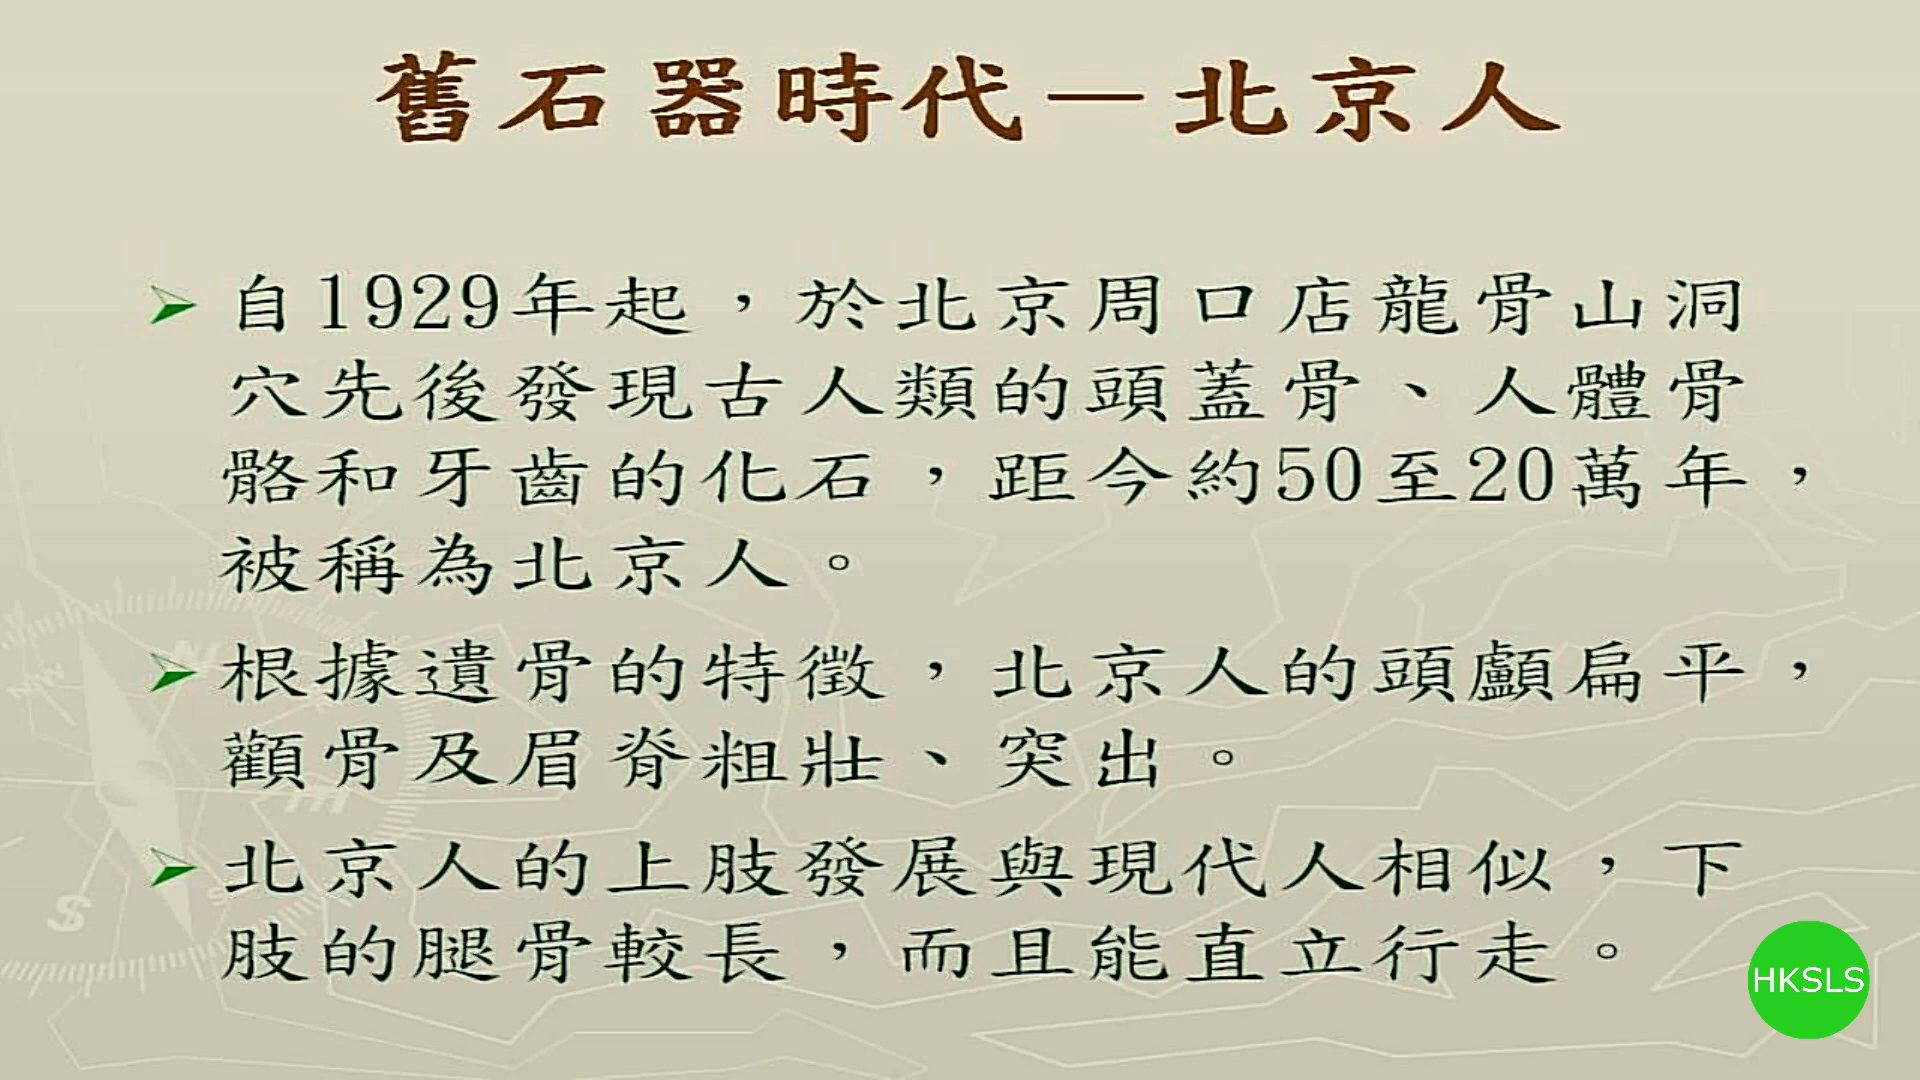 舊石器時代－北京人
自1929年起，於北京周口店龍骨山洞
穴先後發現古人類的頭蓋骨、人體骨
骼和牙齒的化石，距今約50至20萬年，
被稱為北京人。
根據遺骨的特徵，北京人的頭顱扁平，
顴骨及眉脊粗壯、突出。
北京人的上肢發展與現代人相似，下
肢的腿骨較長，而且能直立行走。
HKSLS